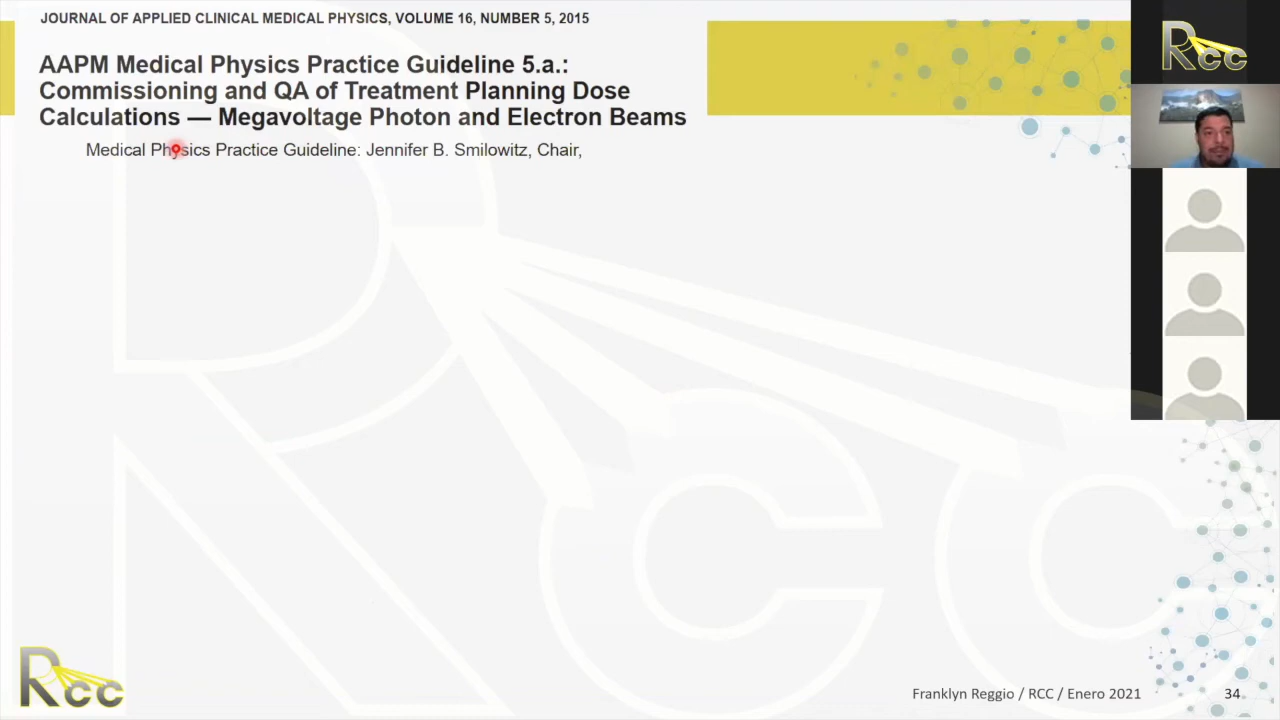 JOURNAL OF APPLIED CLINICAL MEDICAL PHYSICS, VOLUME 16, NUMBER 5, 2015
AAPM Medical Physics Practice Guideline 5.a.:
Commissioning and QA of Treatment Planning Dose
Calculations — Megavoltage Photon and Electron Beams
Medical Physics Practice Guideline: Jennifer B. Smilowitz, Chair,
Rcc
Rcc
Rcc
Franklyn Reggio / RCC / Enero 2021
34